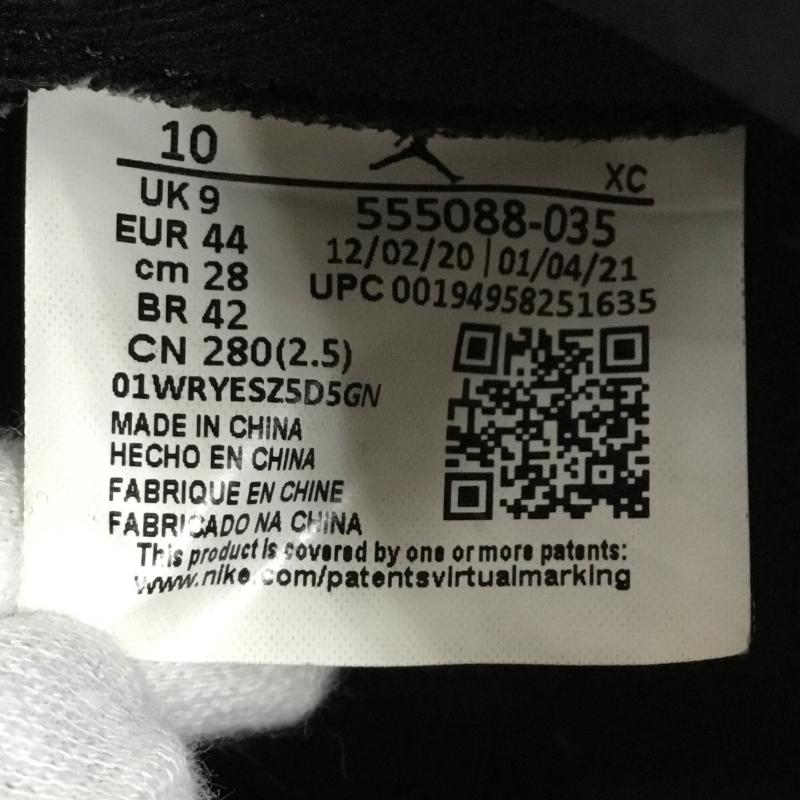 10
XC
UK 9
EUR 44
cm 28
BR 42
CN 280(2.5)
555088-035
12/02/20 | 01/04/21
UPC 00194958251635
01WRYESZ5D5GN
MADE IN CHINA
HECHO EN CHINA
FABRIQUE EN CHINE
FABRICADO NA CHINA
This product is covered by one or more patents:
www.nike.com/patentsvirtualmarking